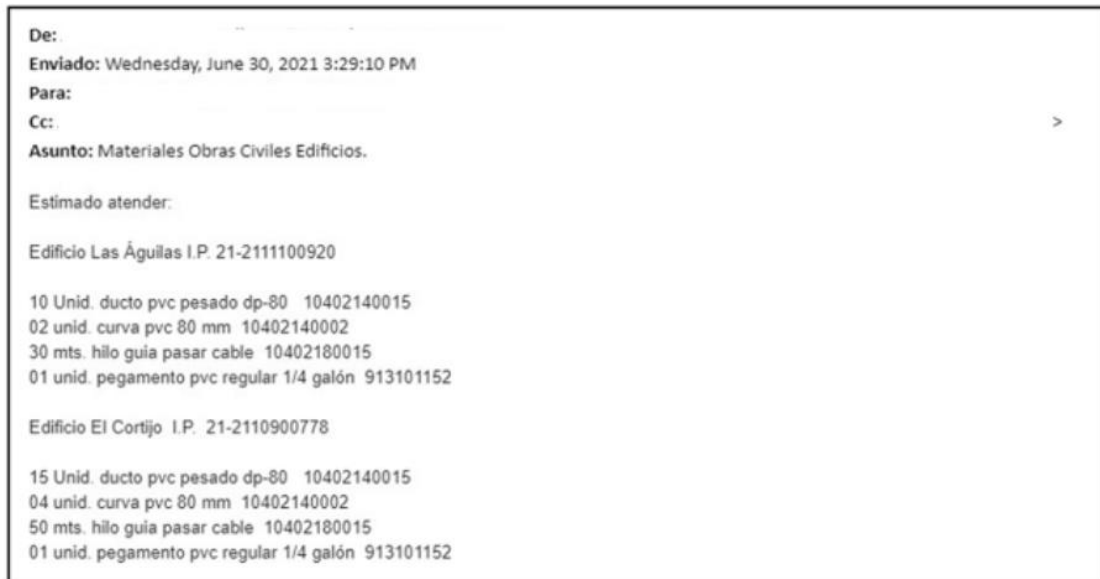 De:
Enviado: Wednesday, June 30, 2021 3:29:10 PM
Para:
Cc: >
Asunto: Materiales Obras Civiles Edificios.
Estimado atender:
Edificio Las Águilas I.P. 21-2111100920
10 Unid. ducto pvc pesado dp-80 10402140015
02 unid. curva pvc 80 mm 10402140002
30 mts. hilo guia pasar cable 10402180015
01 unid. pegamento pvc regular 1/4 galón 913101152
Edificio El Cortijo I.P. 21-2110900778
15 Unid. ducto pvc pesado dp-80 10402140015
04 unid. curva pvc 80 mm 10402140002
50 mts. hilo guia pasar cable 10402180015
01 unid. pegamento pvc regular 1/4 galón 913101152